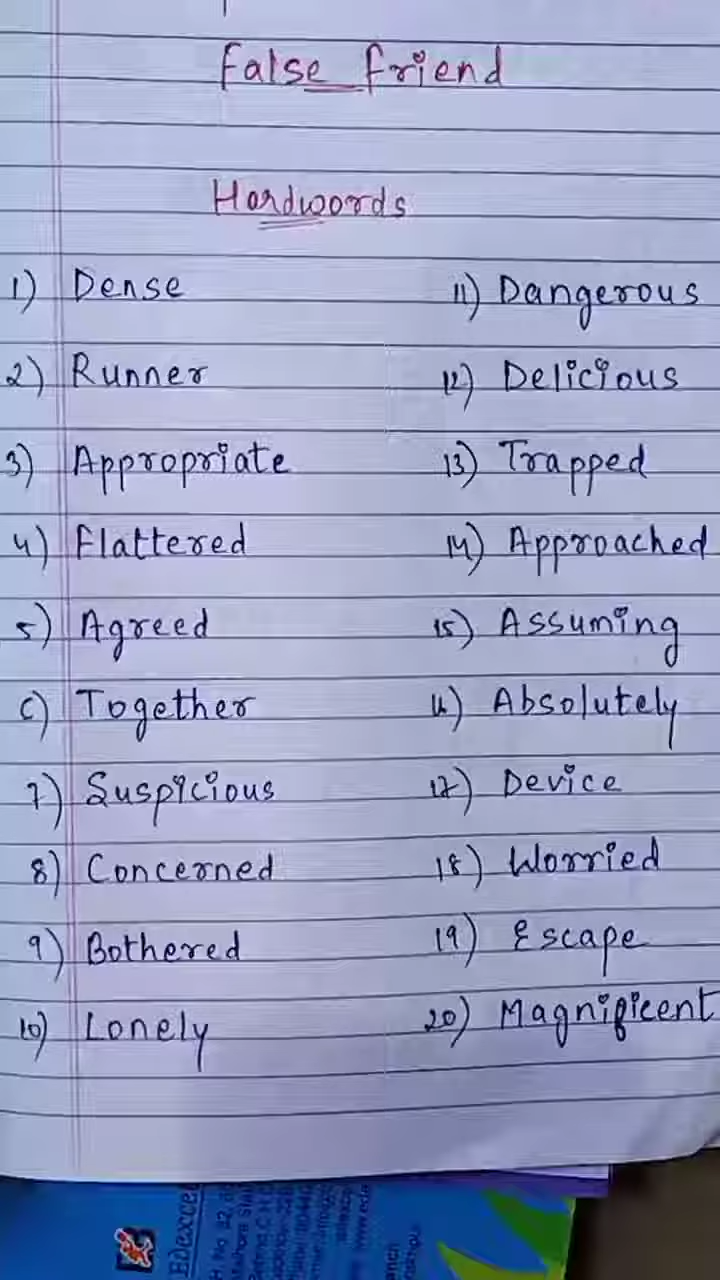 False Friend
Hardwords
1) Dense
2) Runner
3) Appropriate
4) Flattered
5) Agreed
6) Together
7) Suspicious
8) Concerned
9) Bothered
10) Lonely
11) Dangerous
12) Delicious
13) Trapped
14) Approached
15) Assuming
16) Absolutely
17) Device
18) Worried
19) Escape
20) Magnificent
Edexcel